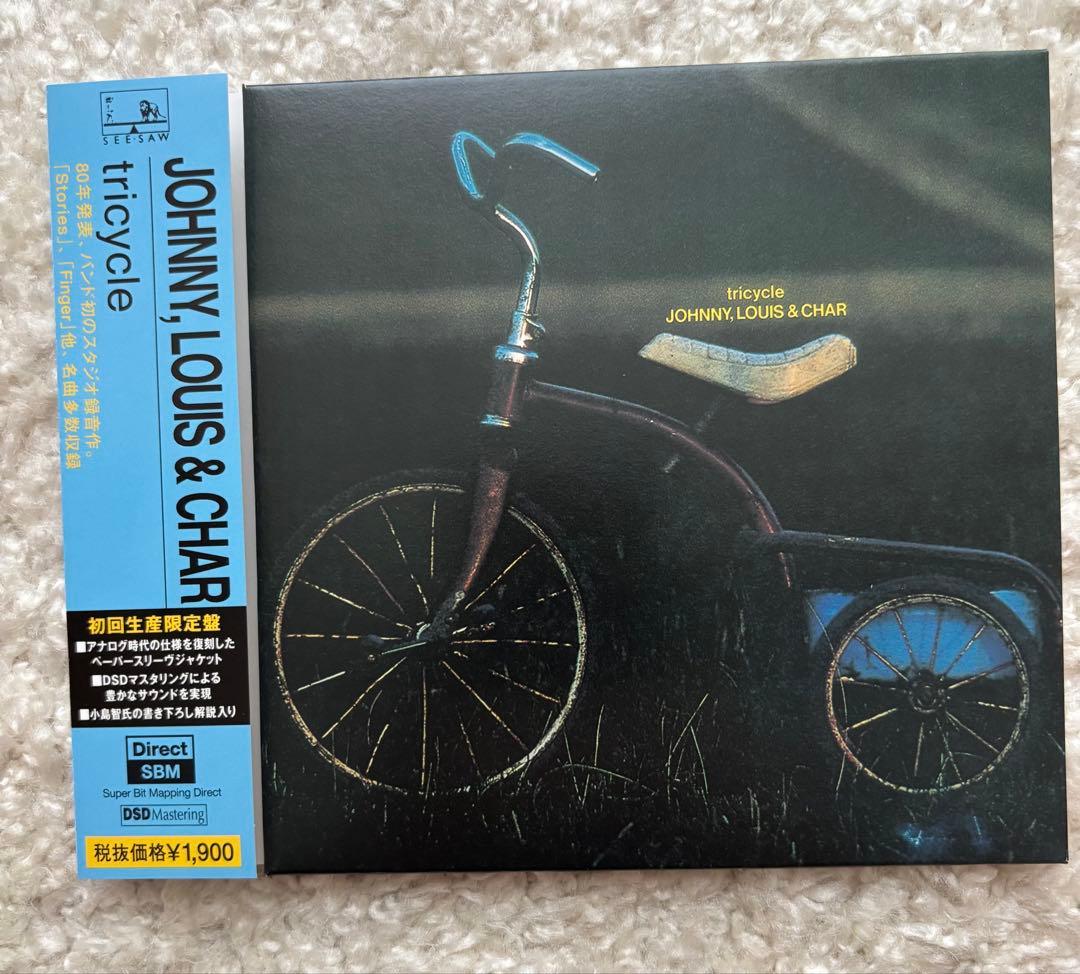 SEE·SAW
JOHNNY, LOUIS & CHAR
tricycle
80年発表、バンド初のスタジオ録音作。
「Stories」、「Finger」他、名曲多数収録
初回生産限定盤
■アナログ時代の仕様を復刻した
ペーパースリーヴジャケット
■DSDマスタリングによる
豊かなサウンドを実現
■小島智氏の書き下ろし解説入り
Direct
SBM
Super Bit Mapping Direct
DSD Mastering
税抜価格¥1,900
tricycle
JOHNNY, LOUIS & CHAR